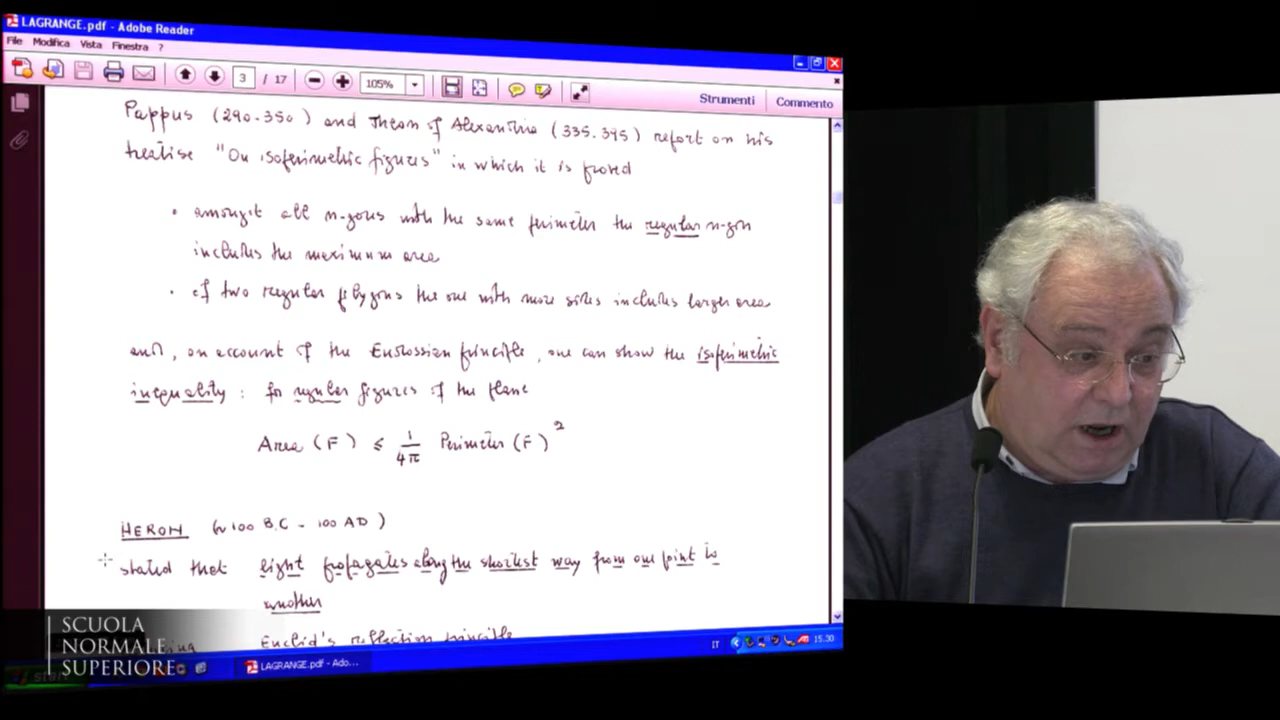 LAGRANGE.pdf - Adobe Reader
File Modifica Vista Finestra ?
3 / 17 105% Strumenti Commento
Pappus (290-350) and Theon of Alexandria (335-395) report on his
treatise "On isoperimetric figures" in which it is proved
• amongst all n-gons with the same perimeter the regular n-gon
includes the maximum area
• of two regular polygons the one with more sides includes larger area
and, on account of the Eudossian principle, one can show the isoperimetric
inequality : for regular figures of the plane
Area (F) ≤ 1/4π Perimeter (F)²
HERON (~100 B.C - 100 AD)
stated that light propagates along the shortest way from one point to
another
Euclid's reflection principle
SCUOLA
NORMALE
SUPERIORE
start
LAGRANGE.pdf - Ado...
IT 15.30